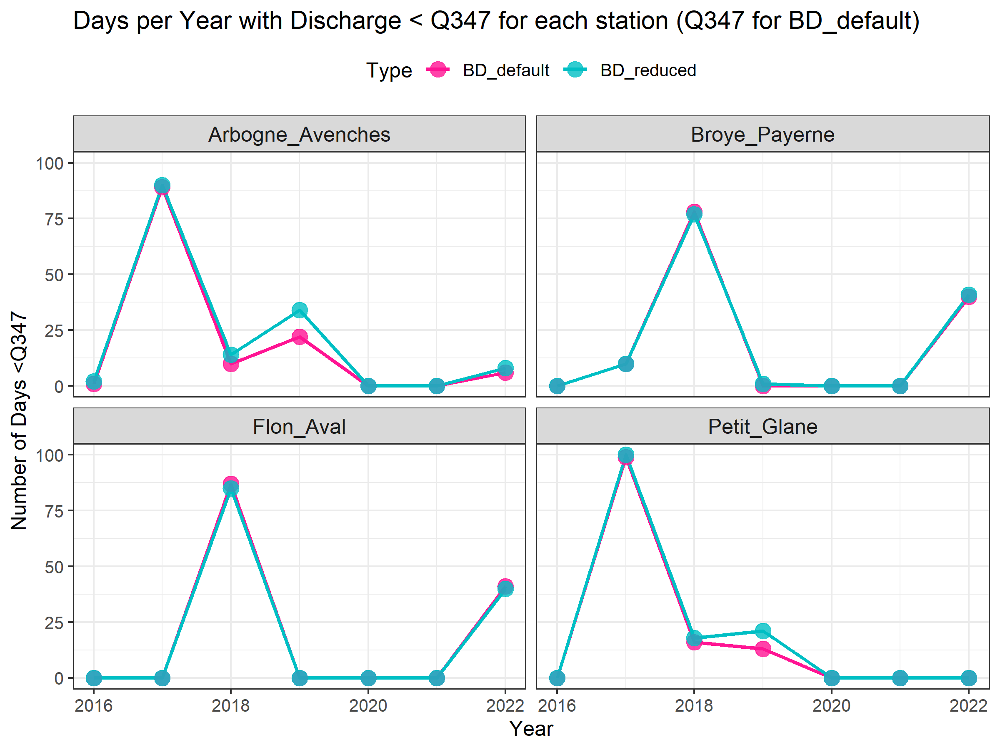 Days per Year with Discharge < Q347 for each station (Q347 for BD_default)
Type BD_default BD_reduced
Arbogne_Avenches Broye_Payerne
100
75
50
25
0
Flon_Aval Petit_Glane
100
75
50
25
0
2016 2018 2020 2022 2016 2018 2020 2022
Year
Number of Days <Q347